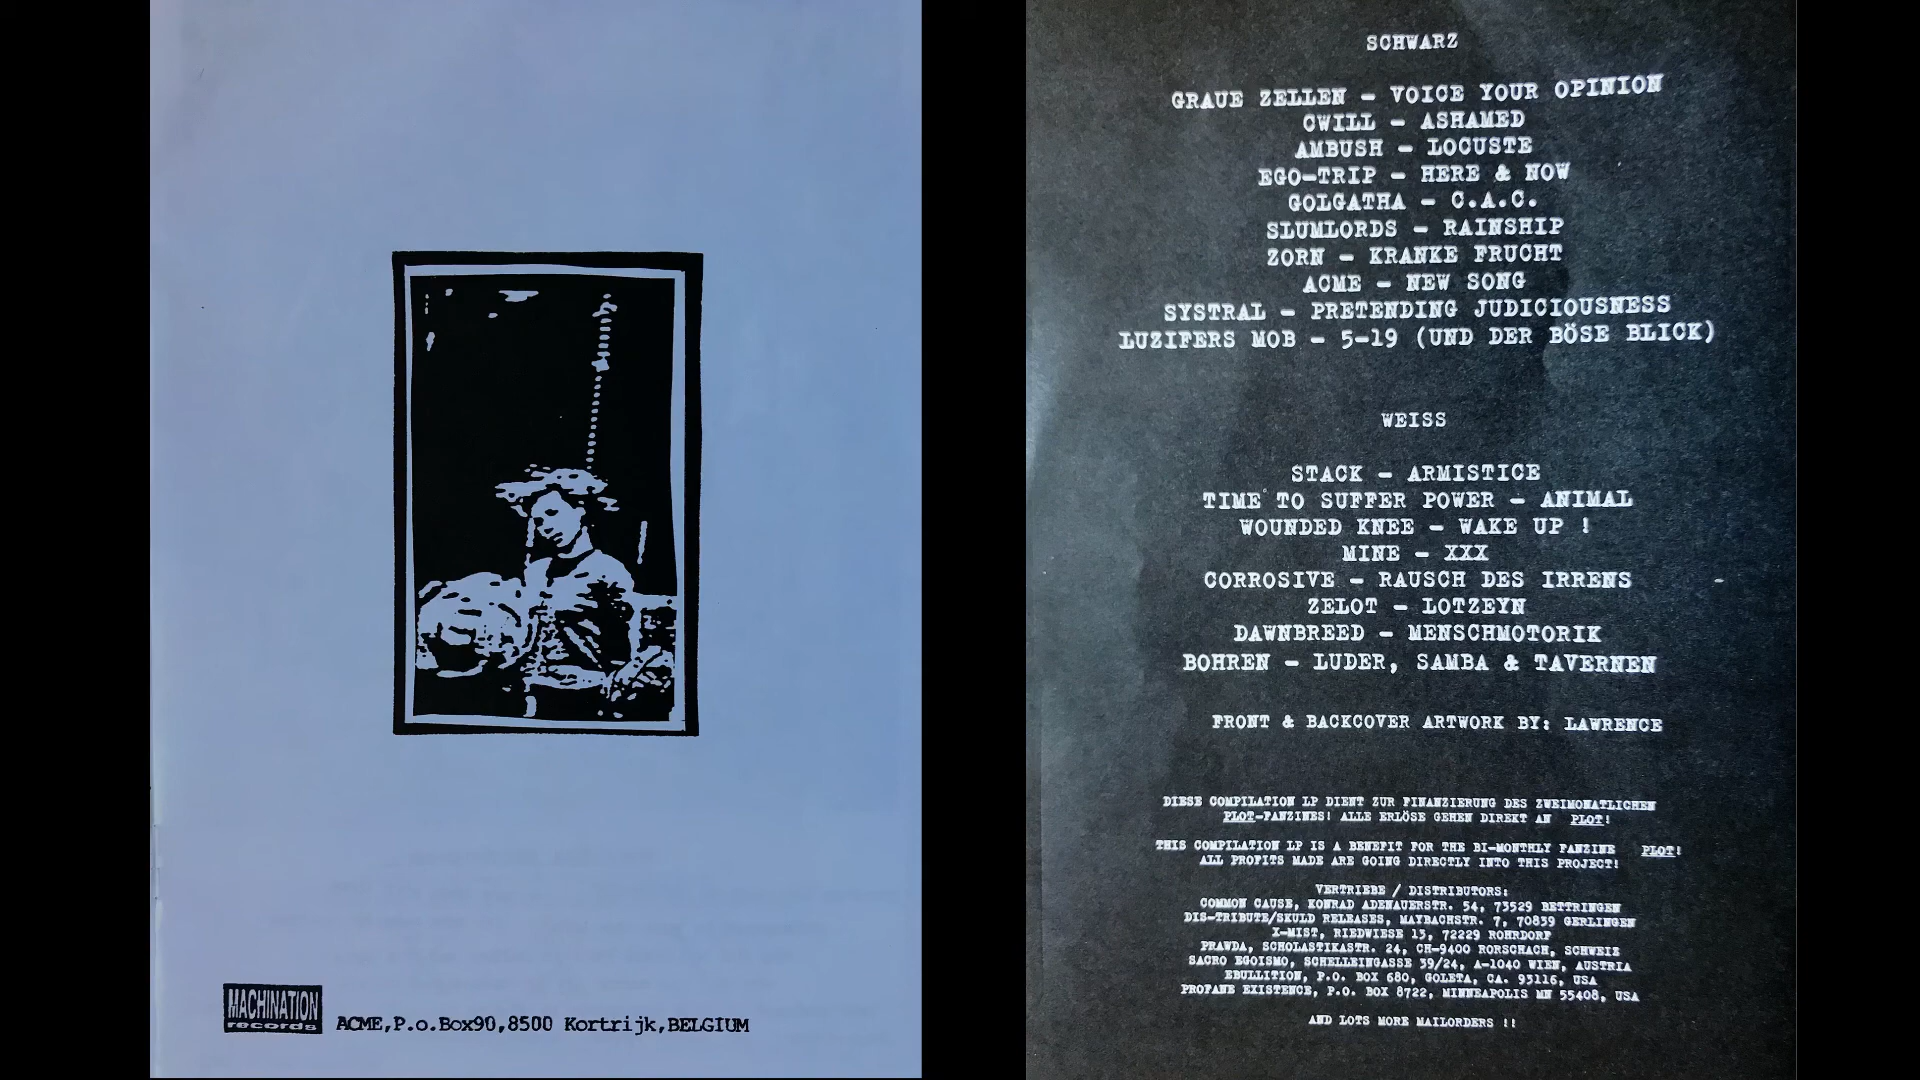 MACHINATION
records
ACME,P.o.Box90,8500 Kortrijk,BELGIUM
SCHWARZ
GRAUE ZELLEN – VOICE YOUR OPINION
CWILL – ASHAMED
AMBUSH – LOCUSTE
EGO-TRIP – HERE & NOW
GOLGATHA – C.A.C.
SLUMLORDS – RAINSHIP
ZORN – KRANKE FRUCHT
ACME – NEW SONG
SYSTRAL – PRETENDING JUDICIOUSNESS
LUZIFERS MOB – 5-19 (UND DER BÖSE BLICK)
WEISS
STACK – ARMISTICE
TIME TO SUFFER POWER – ANIMAL
WOUNDED KNEE – WAKE UP !
MINE – XXX
CORROSIVE – RAUSCH DES IRRENS
ZELOT – LOTZEYN
DAWNBREED – MENSCHMOTORIK
BOHREN – LUDER, SAMBA & TAVERNEN
FRONT & BACKCOVER ARTWORK BY: LAWRENCE
DIESE COMPILATION LP DIENT ZUR FINANZIERUNG DES ZWEIMONATLICHEN
PLOT-FANZINES! ALLE ERLÖSE GEHEN DIREKT AN PLOT!
THIS COMPILATION LP IS A BENEFIT FOR THE BI-MONTHLY FANZINE PLOT!
ALL PROFITS MADE ARE GOING DIRECTLY INTO THIS PROJECT!
VERTRIEBE / DISTRIBUTORS:
COMMON CAUSE, KONRAD ADENAUERSTR. 54, 73529 BETTRINGEN
DIS-TRIBUTE/SKULD RELEASES, MAYBACHSTR. 7, 70839 GERLINGEN
X-MIST, RIEDWIESE 13, 72229 ROHRDORF
PRAWDA, SCHOLASTIKASTR. 24, CH-9400 RORSCHACH, SCHWEIZ
SACRO EGOISMO, SCHELLEINGASSE 39/24, A-1040 WIEN, AUSTRIA
EBULLITION, P.O. BOX 680, GOLETA, CA. 93116, USA
PROFANE EXISTENCE, P.O. BOX 8722, MINNEAPOLIS MN 55408, USA
AND LOTS MORE MAILORDERS !!